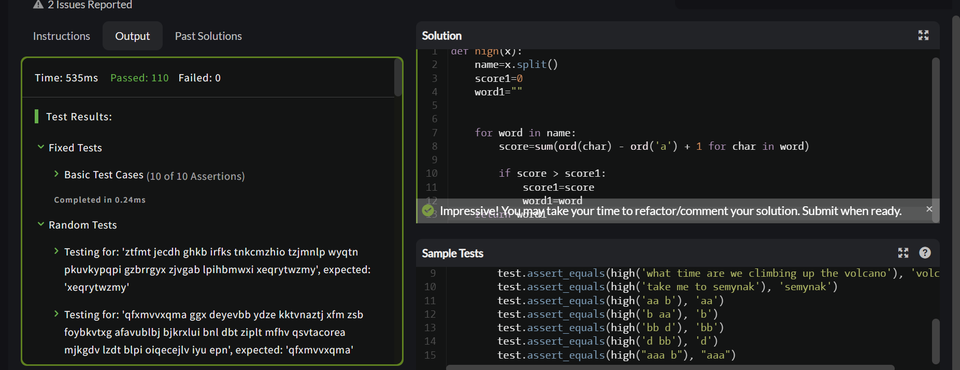 2 Issues Reported
Instructions
Output
Past Solutions
Time: 535ms Passed: 110 Failed: 0
Test Results:
Fixed Tests
Basic Test Cases (10 of 10 Assertions)
Completed in 0.24ms
Random Tests
Testing for: 'ztfmt jecdh ghkb irfks tnkcmzhio tzjmnlp wyqtn
pkuvkypqpi gzbrrgyx zjvgab lpihbmwxi xeqrytwzmy', expected:
'xeqrytwzmy'
Testing for: 'qfxmvvxqma ggx deyevbb ydze kktvnaztj xfm zsb
foybkvtxg afavublbj bjkrxlui bnl dbt ziplt mfhv qsvtacorea
mjkgdv lzdt blpi oiqecejlv iyu epn', expected: 'qfxmvvxqma'
Solution
1 def high(x):
2 name=x.split()
3 score1=0
4 word1=""
5
6
7 for word in name:
8 score=sum(ord(char) - ord('a') + 1 for char in word)
9
10 if score > score1:
11 score1=score
12 word1=word
13 return word1
Impressive! You may take your time to refactor/comment your solution. Submit when ready.
Sample Tests
9 test.assert_equals(high('what time are we climbing up the volcano'), 'volc
10 test.assert_equals(high('take me to semynak'), 'semynak')
11 test.assert_equals(high('aa b'), 'aa')
12 test.assert_equals(high('b aa'), 'b')
13 test.assert_equals(high('bb d'), 'bb')
14 test.assert_equals(high('d bb'), 'd')
15 test.assert_equals(high("aaa b"), "aaa")